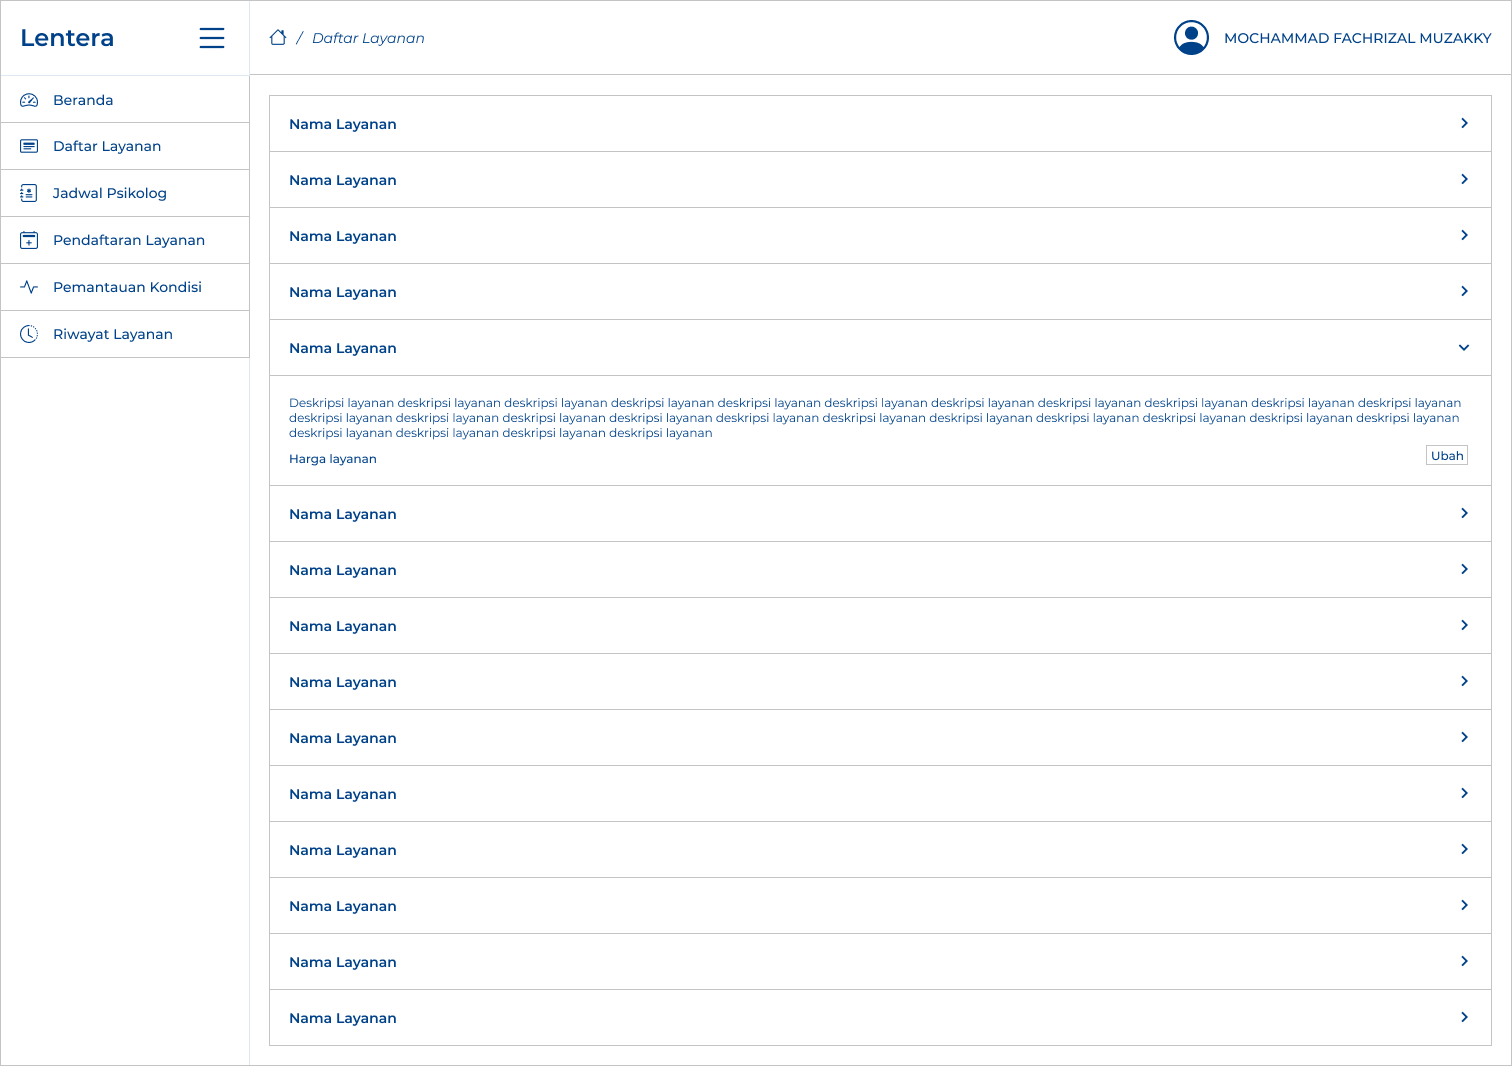 Lentera
/ Daftar Layanan
MOCHAMMAD FACHRIZAL MUZAKKY
Beranda
Daftar Layanan
Jadwal Psikolog
Pendaftaran Layanan
Pemantauan Kondisi
Riwayat Layanan
Nama Layanan
Nama Layanan
Nama Layanan
Nama Layanan
Nama Layanan
Deskripsi layanan deskripsi layanan deskripsi layanan deskripsi layanan deskripsi layanan deskripsi layanan deskripsi layanan deskripsi layanan deskripsi layanan deskripsi layanan deskripsi layanan
deskripsi layanan deskripsi layanan deskripsi layanan deskripsi layanan deskripsi layanan deskripsi layanan deskripsi layanan deskripsi layanan deskripsi layanan deskripsi layanan deskripsi layanan
deskripsi layanan deskripsi layanan deskripsi layanan deskripsi layanan
Harga layanan
Ubah
Nama Layanan
Nama Layanan
Nama Layanan
Nama Layanan
Nama Layanan
Nama Layanan
Nama Layanan
Nama Layanan
Nama Layanan
Nama Layanan